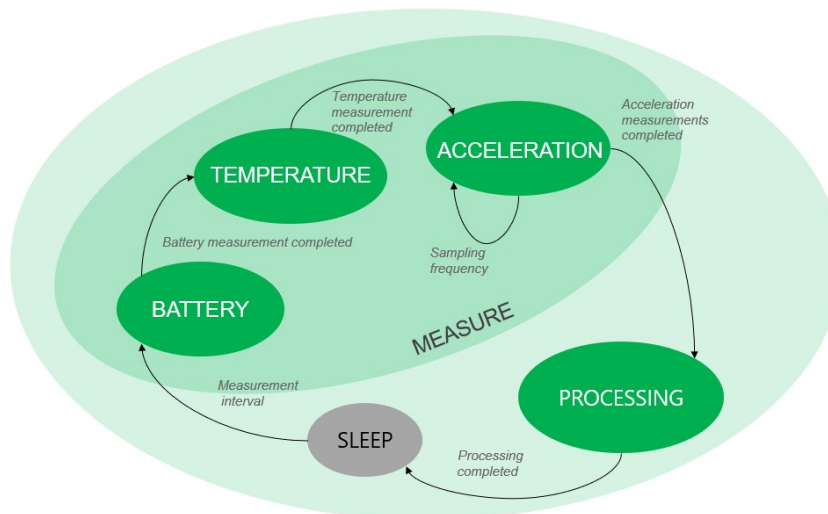 Temperature
measurement
completed
Acceleration
measurements
completed
ACCELERATION
TEMPERATURE
Battery measurement completed
Sampling
frequency
BATTERY
MEASURE
Measurement
interval
PROCESSING
SLEEP
Processing
completed